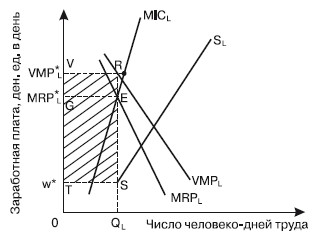 Заработная плата, ден. ед. в день
MIC_L
S_L
V
R
VMP*_L
MRP*_L
G
E
w*
T
S
VMP_L
MRP_L
0
Q_L
Число человеко-дней труда